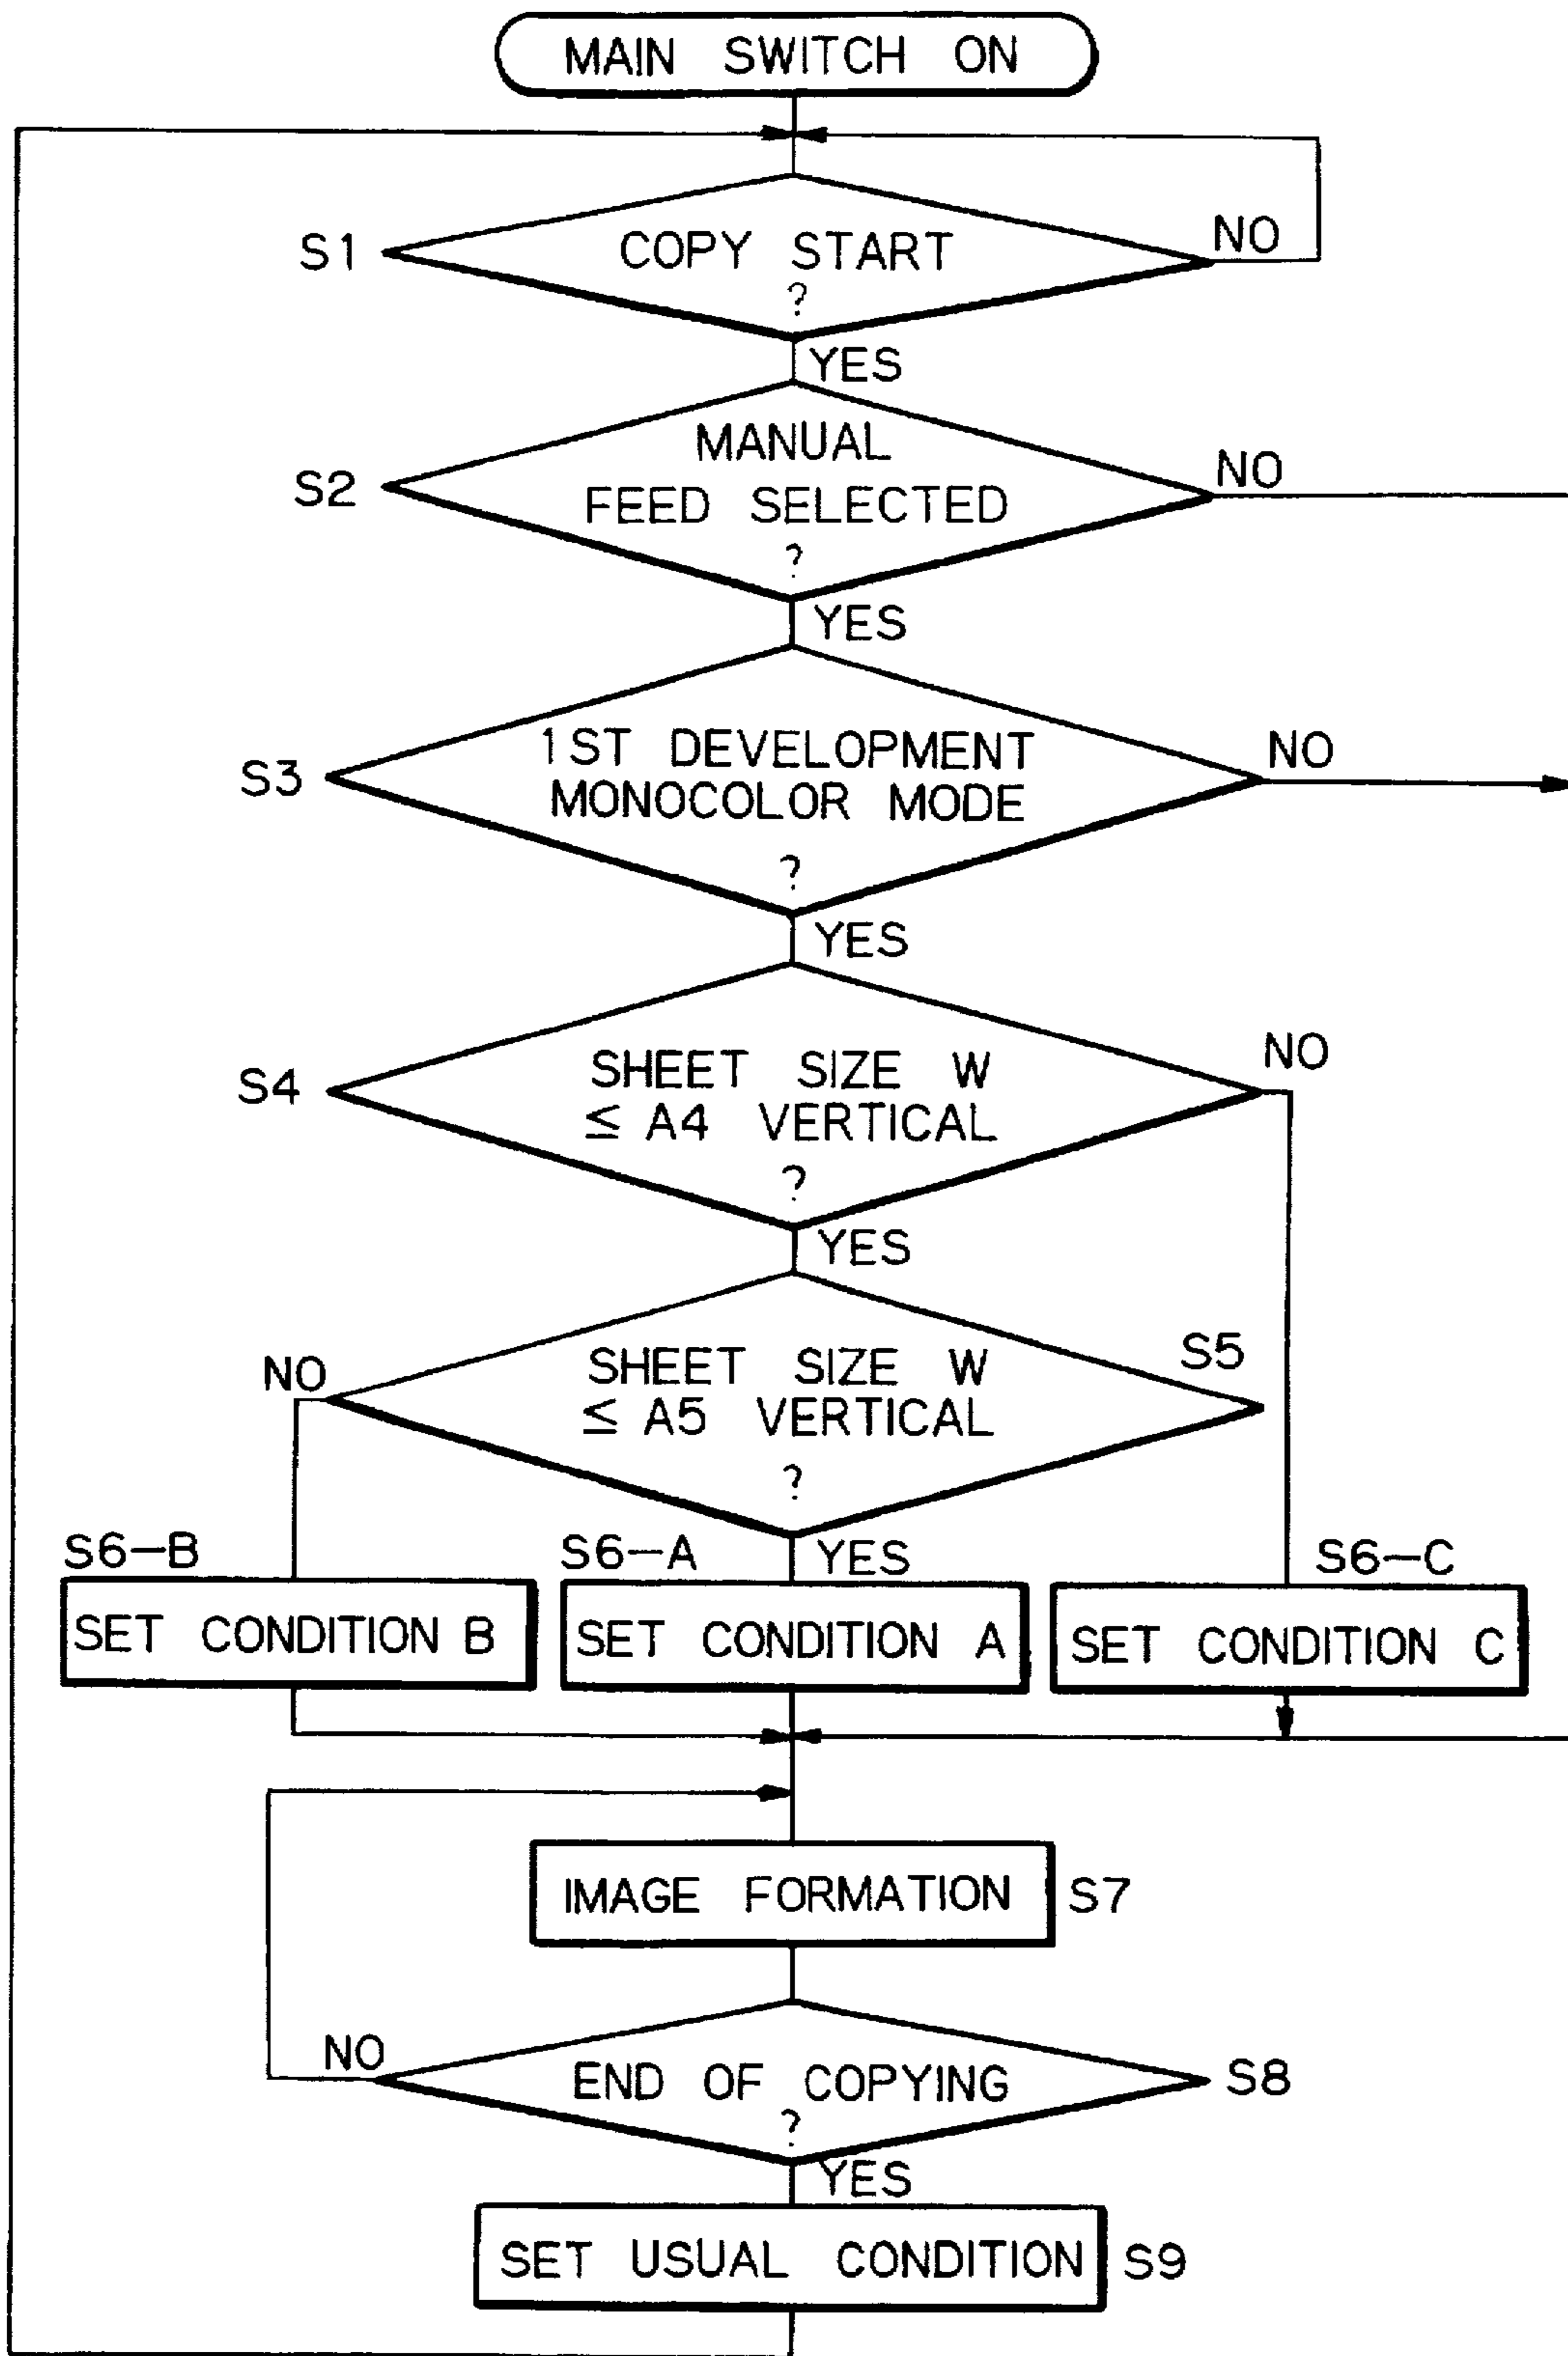 MAIN SWITCH ON
S1
COPY START
?
NO
YES
S2
MANUAL
FEED SELECTED
?
NO
YES
S3
1ST DEVELOPMENT
MONOCOLOR MODE
?
NO
YES
S4
SHEET SIZE W
≤ A4 VERTICAL
?
NO
YES
S5
SHEET SIZE W
≤ A5 VERTICAL
?
NO
YES
S6-B
SET CONDITION B
S6-A
SET CONDITION A
S6-C
SET CONDITION C
IMAGE FORMATION
S7
NO
END OF COPYING
?
S8
YES
SET USUAL CONDITION
S9